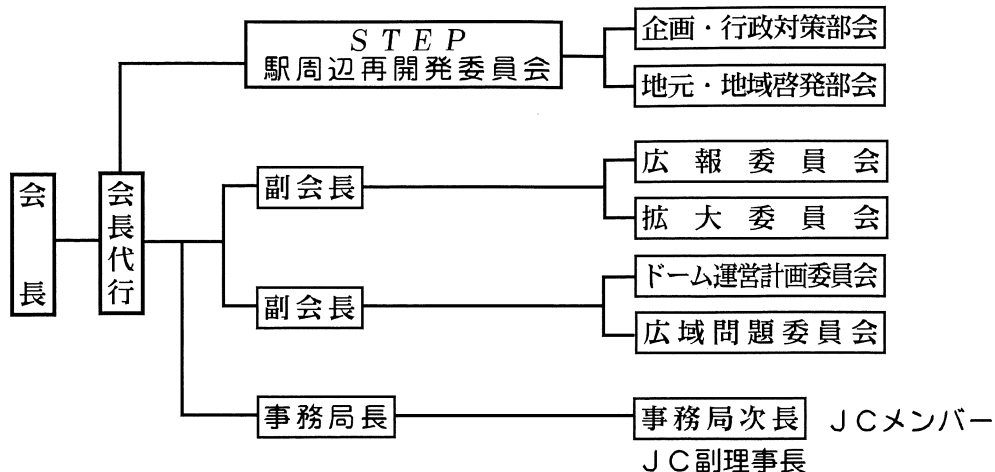 会長
会長代行
STEP
駅周辺再開発委員会
企画・行政対策部会
地元・地域啓発部会
副会長
広報委員会
拡大委員会
副会長
ドーム運営計画委員会
広域問題委員会
事務局長
事務局次長 JCメンバー
JC副理事長